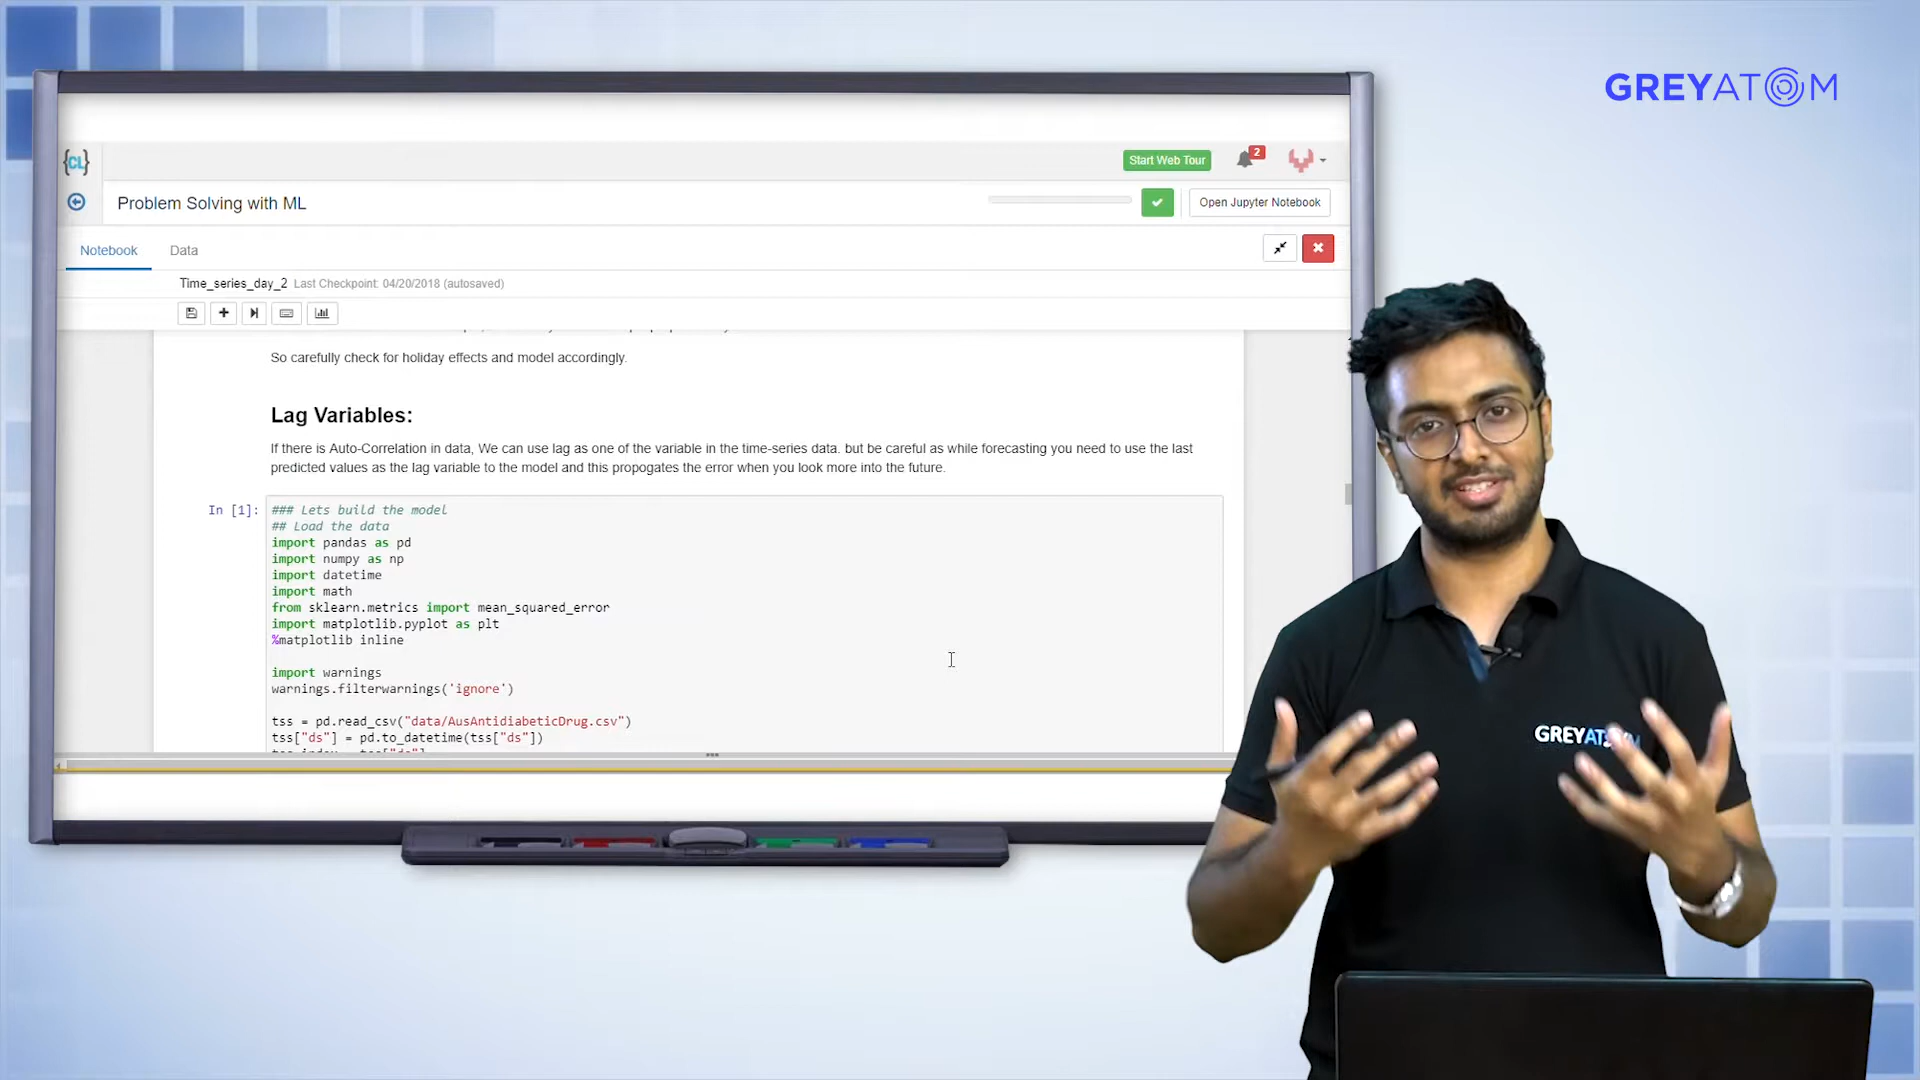 GREYATOM
{CL}
Start Web Tour
2
Problem Solving with ML
Open Jupyter Notebook
Notebook
Data
Time_series_day_2 Last Checkpoint: 04/20/2018 (autosaved)
So carefully check for holiday effects and model accordingly.
Lag Variables:
If there is Auto-Correlation in data, We can use lag as one of the variable in the time-series data. but be careful as while forecasting you need to use the last
predicted values as the lag variable to the model and this propogates the error when you look more into the future.
In [1]:
### Lets build the model
## Load the data
import pandas as pd
import numpy as np
import datetime
import math
from sklearn.metrics import mean_squared_error
import matplotlib.pyplot as plt
%matplotlib inline
import warnings
warnings.filterwarnings('ignore')
tss = pd.read_csv("data/AusAntidiabeticDrug.csv")
tss["ds"] = pd.to_datetime(tss["ds"])
GREYAT